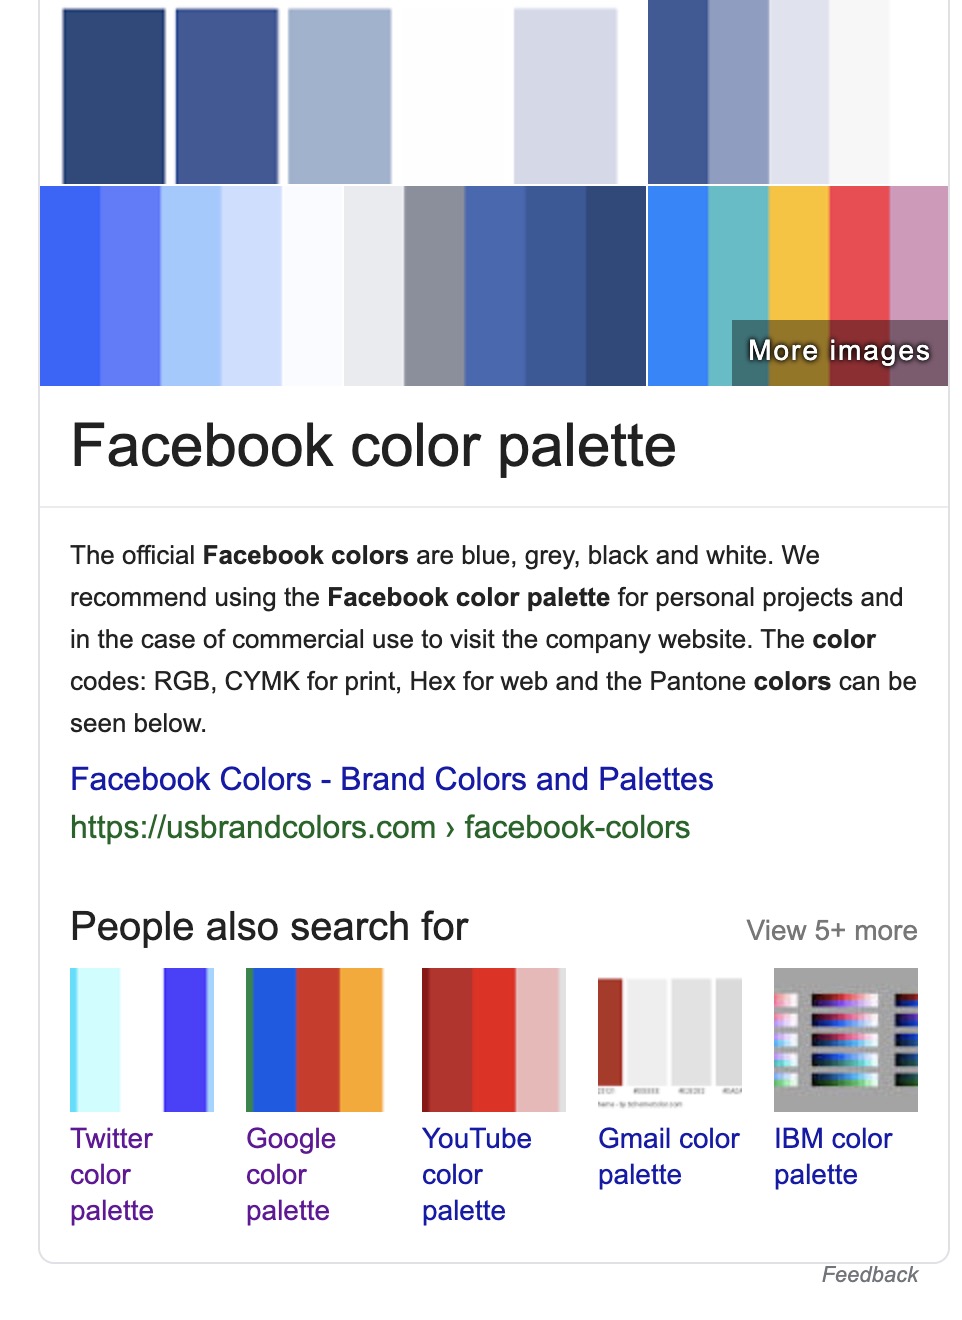 More images
Facebook color palette
The official Facebook colors are blue, grey, black and white. We
recommend using the Facebook color palette for personal projects and
in the case of commercial use to visit the company website. The color
codes: RGB, CYMK for print, Hex for web and the Pantone colors can be
seen below.
Facebook Colors - Brand Colors and Palettes
https://usbrandcolors.com › facebook-colors
People also search for
View 5+ more
Twitter
color
palette
Google
color
palette
YouTube
color
palette
Gmail color
palette
IBM color
palette
Feedback